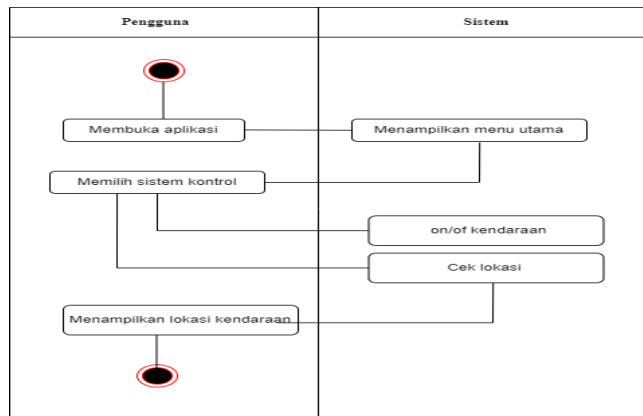 Pengguna
Sistem
Membuka aplikasi
Menampilkan menu utama
Memilih sistem kontrol
on/of kendaraan
Cek lokasi
Menampilkan lokasi kendaraan